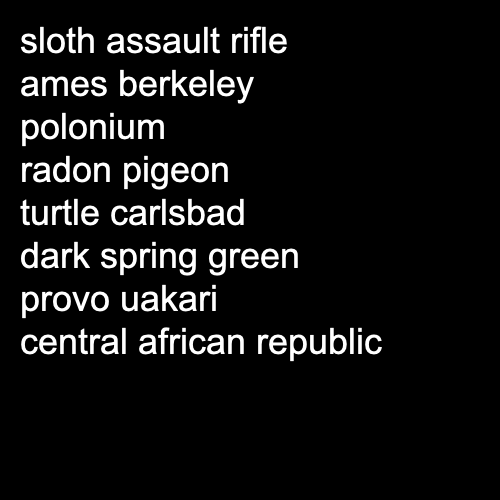 sloth assault rifle
ames berkeley
polonium
radon pigeon
turtle carlsbad
dark spring green
provo uakari
central african republic